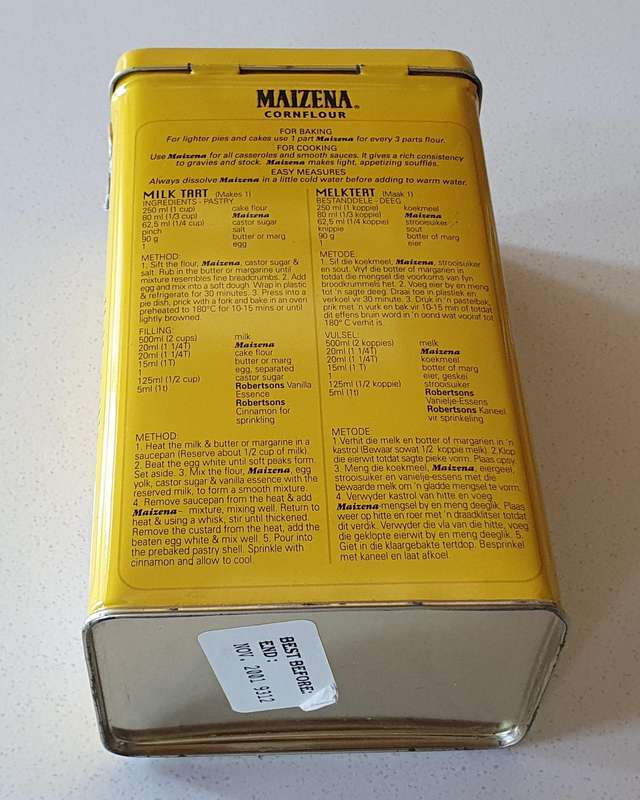 MAIZENA®
CORNFLOUR
FOR BAKING
For lighter pies and cakes use 1 part Maizena for every 3 parts flour.
FOR COOKING
Use Maizena for all casseroles and smooth sauces. It gives a rich consistency
to gravies and stock. Maizena makes light, appetizing soufflés.
EASY MEASURES
Always dissolve Maizena in a little cold water before adding to warm water.
MILK TART (Makes 1)
INGREDIENTS - PASTRY
250 ml (1 cup) cake flour
80 ml (1/3 cup) Maizena
62,5 ml (1/4 cup) castor sugar
pinch salt
90 g butter or marg
1 egg
METHOD:
1. Sift the flour, Maizena, castor sugar &
salt. Rub in the butter or margarine until
mixture resembles fine breadcrumbs. 2. Add
egg and mix into a soft dough. Wrap in plastic
& refrigerate for 30 minutes. 3. Press into a
pie dish, prick with a fork and bake in an oven
preheated to 180°C for 10-15 mins or until
lightly browned.
FILLING:
500ml (2 cups) milk
20ml (1 1/4T) Maizena
20ml (1 1/4T) cake flour
15ml (1T) butter or marg
1 egg, separated
125ml (1/2 cup) castor sugar
5ml (1t) Robertsons Vanilla
Essence
Robertsons
Cinnamon for
sprinkling
METHOD:
1. Heat the milk & butter or margarine in a
saucepan (Reserve about 1/2 cup of milk).
2. Beat the egg white until soft peaks form.
Set aside. 3. Mix the flour, Maizena, egg
yolk, castor sugar & vanilla essence with the
reserved milk, to form a smooth mixture.
4. Remove saucepan from the heat & add
Maizena- mixture, mixing well. Return to
heat & using a whisk, stir until thickened.
Remove the custard from the heat, add the
beaten egg white & mix well. 5. Pour into
the prebaked pastry shell. Sprinkle with
cinnamon and allow to cool.
MELKTERT (Maak 1)
BESTANDDELE - DEEG
250 ml (1 koppie) koekmeel
80 ml (1/3 koppie) Maizena
62,5 ml (1/4 koppie) strooisuiker
knippie sout
90 g botter of marg
1 eier
METODE:
1. Sif die koekmeel, Maizena, strooisuiker
en sout. Vryf die botter of margarien in
totdat die mengsel die voorkoms van fyn
broodkrummels het. 2. Voeg eier by en meng
tot 'n sagte deeg. Draai toe in plastiek en
verkoel vir 30 minute. 3. Druk in 'n pasteibak,
prik met 'n vurk en bak vir 10-15 min of totdat
dit effens bruin word in 'n oond wat vooraf tot
180° C verhit is.
VULSEL:
500ml (2 koppies) melk
20ml (1 1/4T) Maizena
20ml (1 1/4T) koekmeel
15ml (1 T) botter of marg
1 eier, geskei
125ml (1/2 koppie) strooisuiker
5ml (1t) Robertsons
Vanielje-Essens
Robertsons Kaneel
vir sprinkeling
METODE:
1.Verhit die melk en botter of margarien in 'n
kastrol (Bewaar sowat 1/2 koppie melk). 2.Klop
die eierwit totdat sagte pieke vorm. Plaas opsy.
3. Meng die koekmeel, Maizena, eiergeel,
strooisuiker en vanielje-essens met die
bewaarde melk om 'n gladde mengsel te vorm.
4. Verwyder kastrol van hitte en voeg
Maizena-mengsel by en meng deeglik. Plaas
weer op hitte en roer met 'n draadklitser totdat
dit verdik. Verwyder die vla van die hitte, voeg
die geklopte eierwit by en meng deeglik. 5.
Giet in die klaargebakte tertdop. Besprinkel
met kaneel en laat afkoel.
BEST BEFORE
END:
NOV. 2001 9312